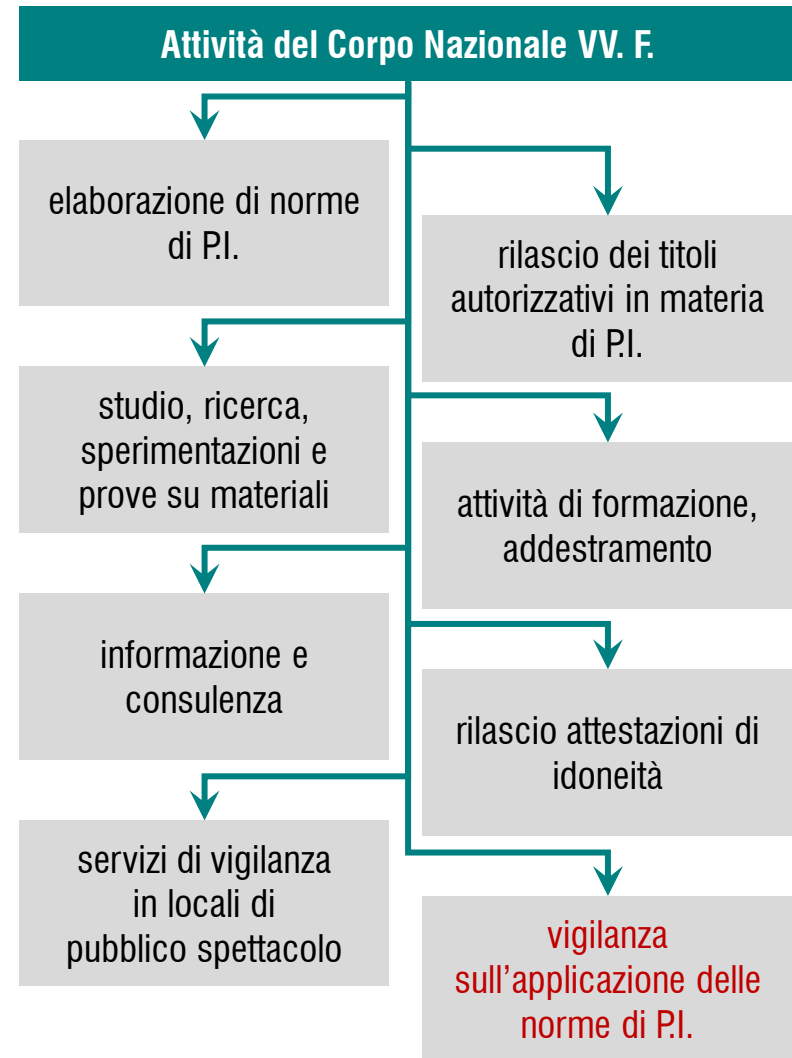 Attività del Corpo Nazionale VV. F.
elaborazione di norme
di P.I.
rilascio dei titoli
autorizzativi in materia
di P.I.
studio, ricerca,
sperimentazioni e
prove su materiali
attività di formazione,
addestramento
informazione e
consulenza
rilascio attestazioni di
idoneità
servizi di vigilanza
in locali di
pubblico spettacolo
vigilanza
sull’applicazione delle
norme di P.I.